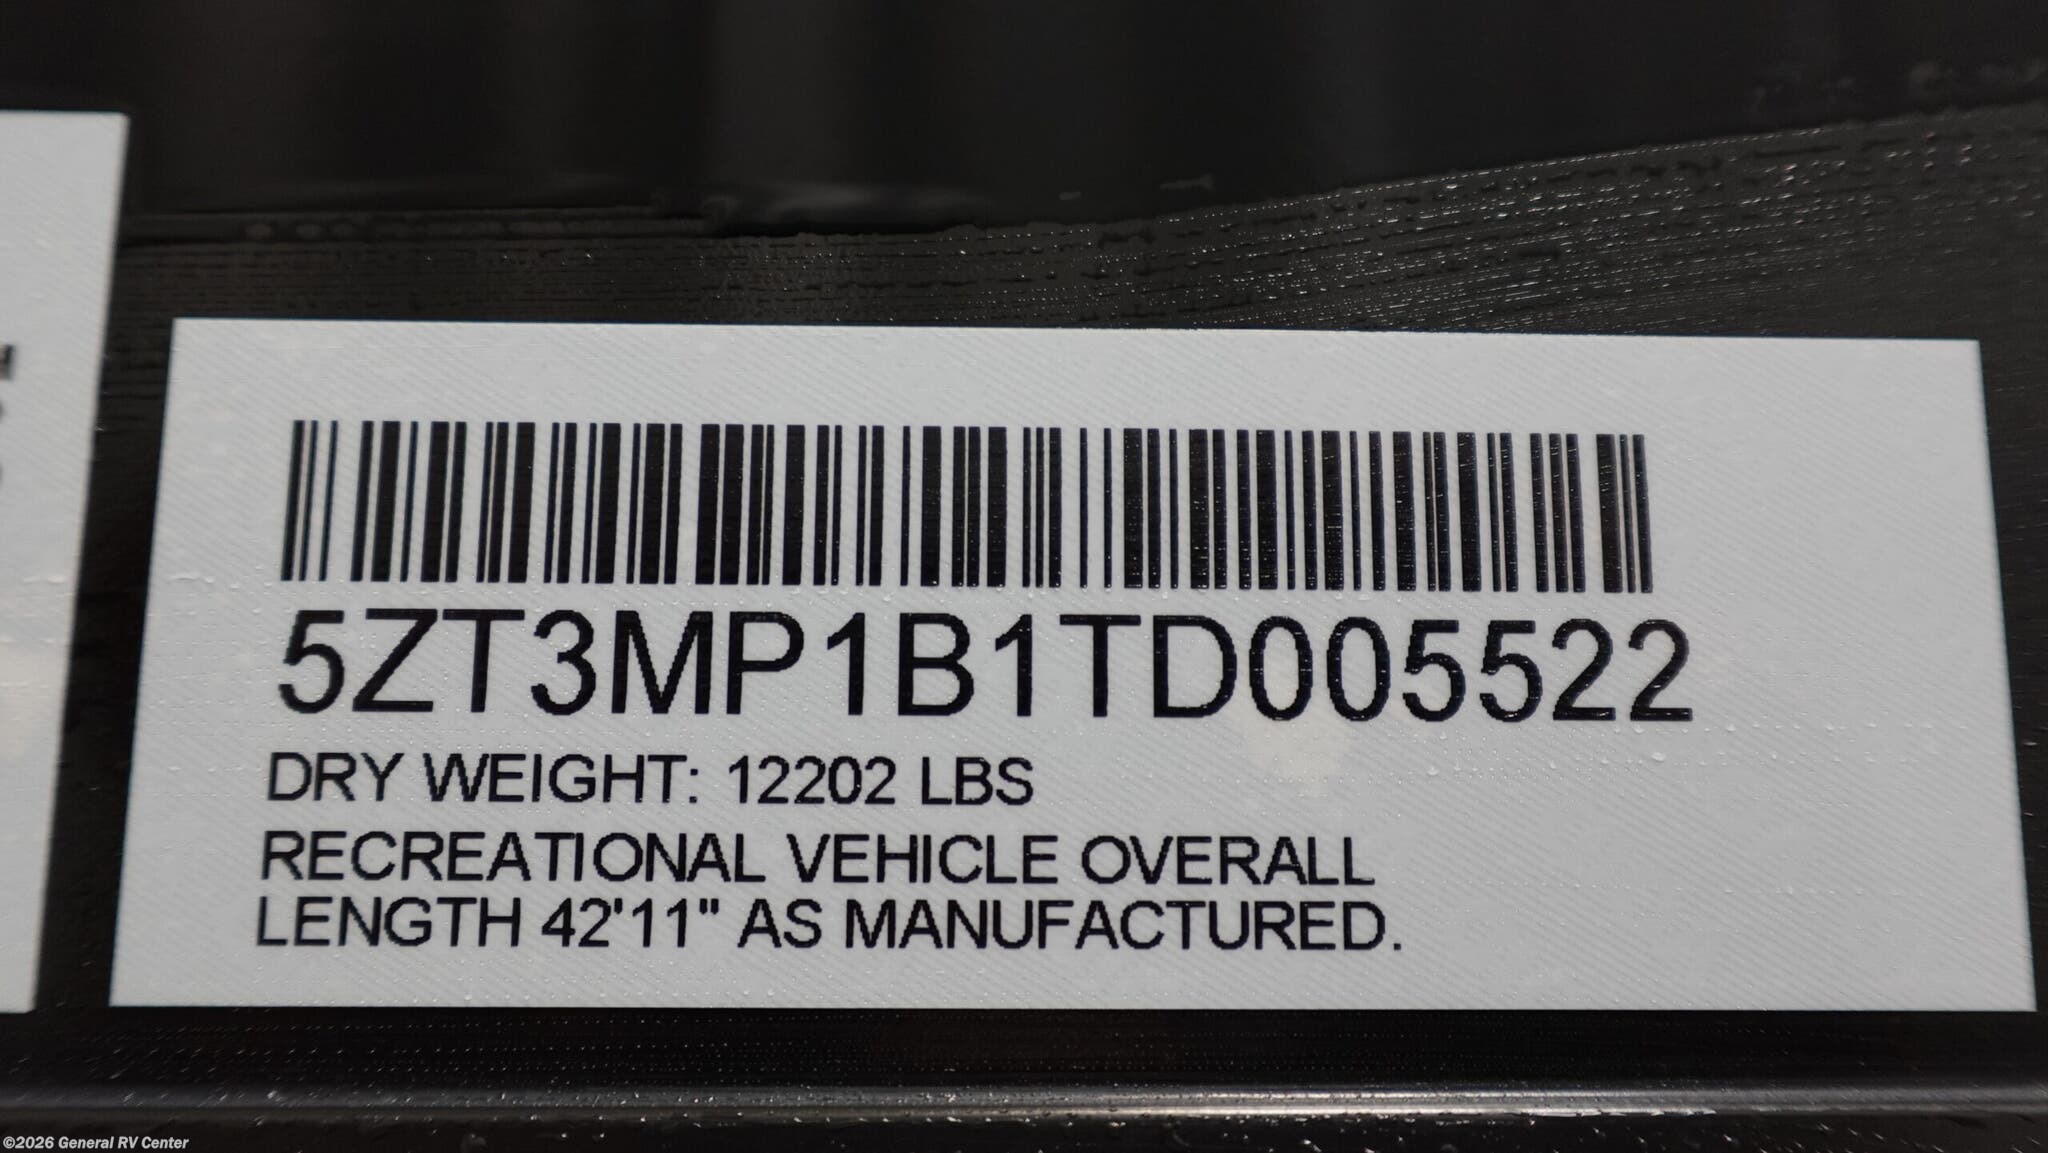 5ZT3MP1B1TD005522
DRY WEIGHT: 12202 LBS
RECREATIONAL VEHICLE OVERALL
LENGTH 42'11" AS MANUFACTURED.
©2026 General RV Center